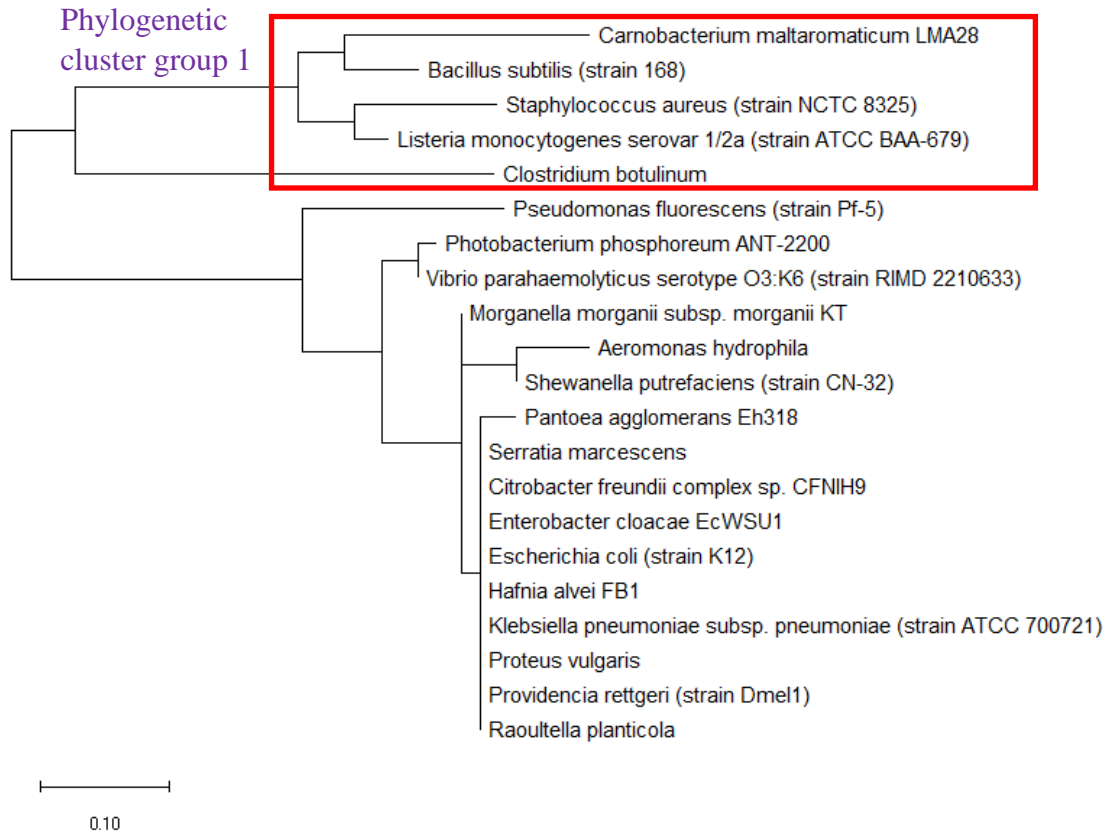 Phylogenetic
cluster group 1
Carnobacterium maltaromaticum LMA28
Bacillus subtilis (strain 168)
Staphylococcus aureus (strain NCTC 8325)
Listeria monocytogenes serovar 1/2a (strain ATCC BAA-679)
Clostridium botulinum
Pseudomonas fluorescens (strain Pf-5)
Photobacterium phosphoreum ANT-2200
Vibrio parahaemolyticus serotype O3:K6 (strain RIMD 2210633)
Morganella morganii subsp. morganii KT
Aeromonas hydrophila
Shewanella putrefaciens (strain CN-32)
Pantoea agglomerans Eh318
Serratia marcescens
Citrobacter freundii complex sp. CFNIH9
Enterobacter cloacae EcWSU1
Escherichia coli (strain K12)
Hafnia alvei FB1
Klebsiella pneumoniae subsp. pneumoniae (strain ATCC 700721)
Proteus vulgaris
Providencia rettgeri (strain Dmel1)
Raoultella planticola
0.10